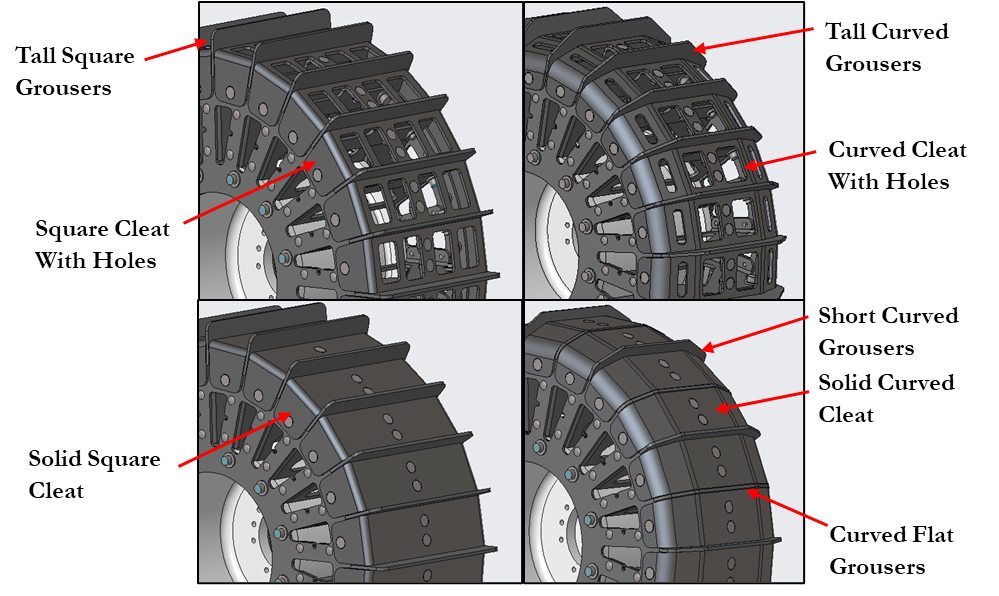 Tall Square
Grousers
Square Cleat
With Holes
Solid Square
Cleat
Tall Curved
Grousers
Curved Cleat
With Holes
Short Curved
Grousers
Solid Curved
Cleat
Curved Flat
Grousers